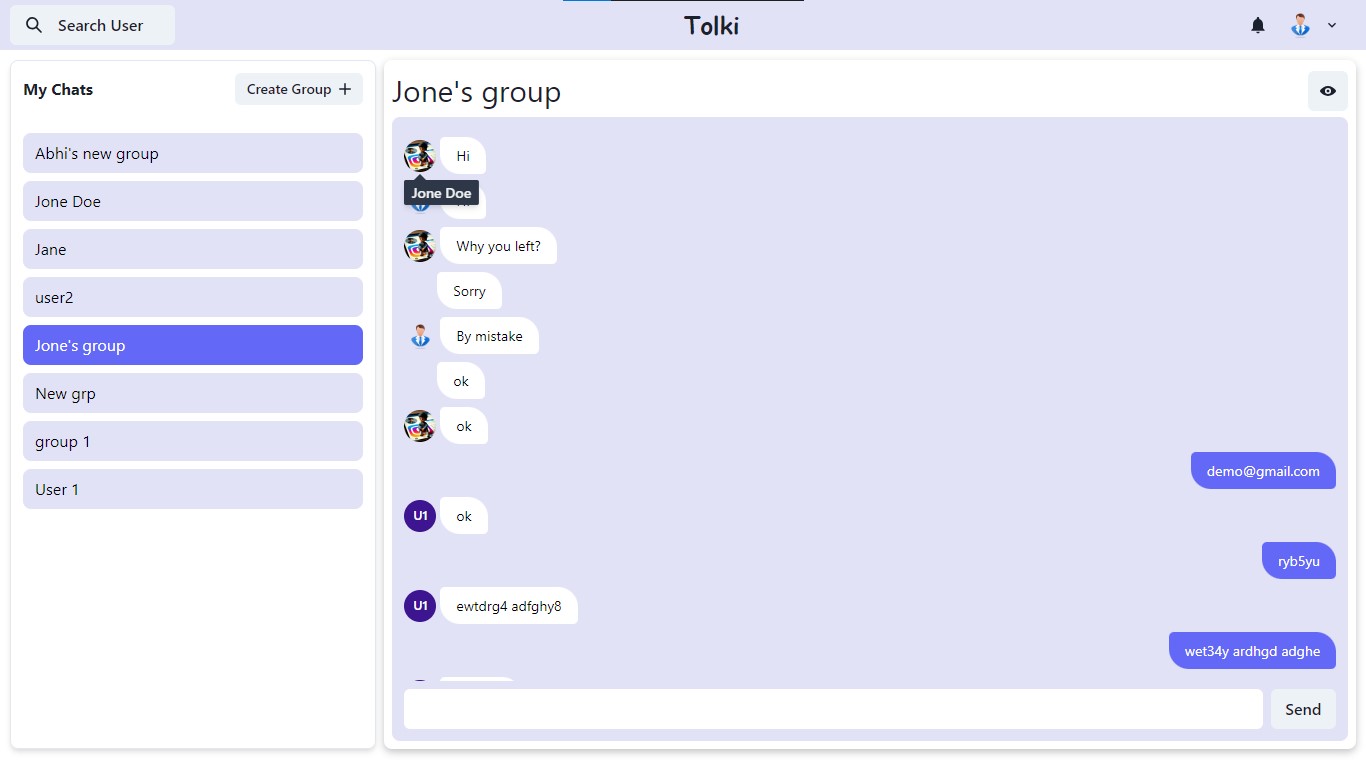 Search User
Tolki
My Chats
Create Group
Abhi's new group
Jone Doe
Jane
user2
Jone's group
New grp
group 1
User 1
Jone's group
Hi
Jone Doe
Why you left?
Sorry
By mistake
ok
ok
demo@gmail.com
U1 ok
ryb5yu
U1 ewtdrg4 adfghy8
wet34y ardhgd adghe
Send